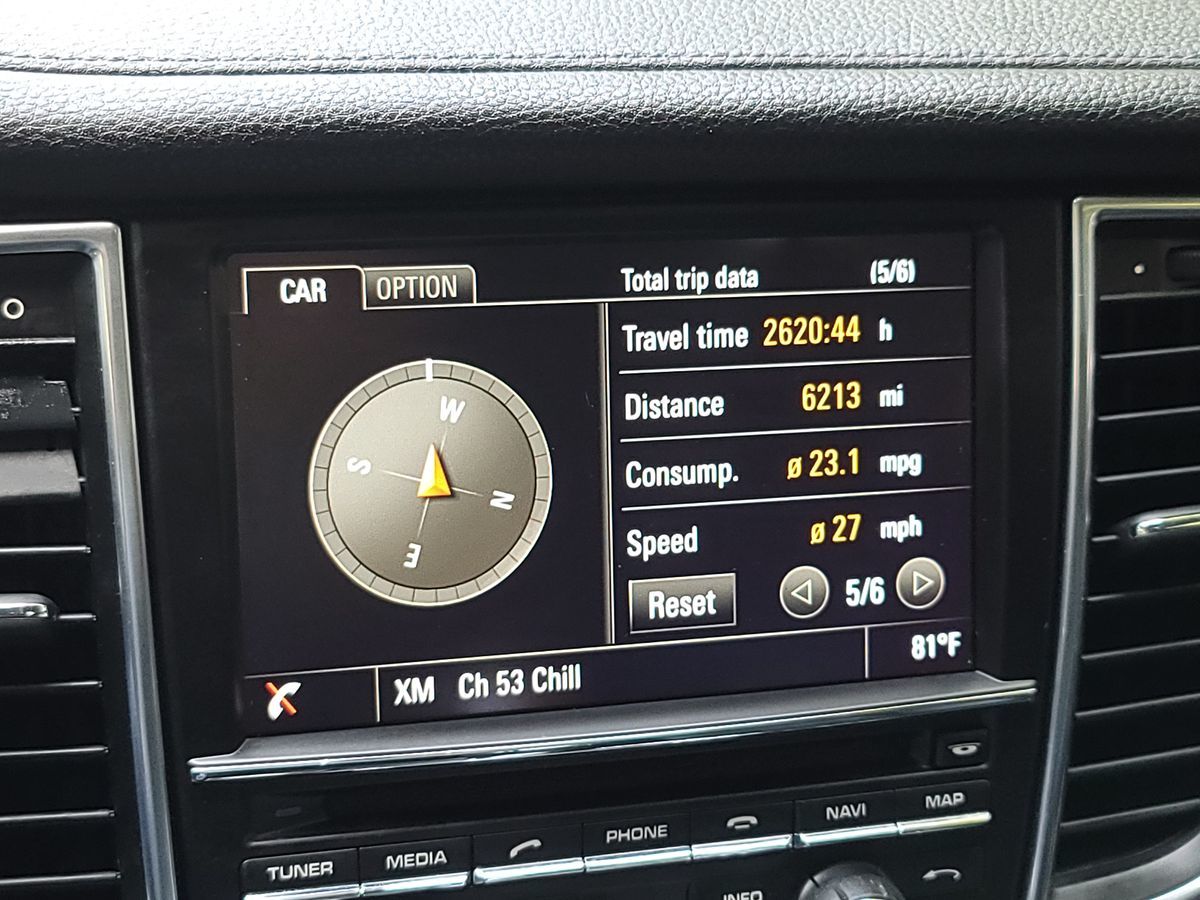 CAR OPTION Total trip data (5/6)
Travel time 2620:44 h
Distance 6213 mi
Consump. ø 23.1 mpg
Speed ø 27 mph
Reset 5/6
W
S
N
E
81°F
XM Ch 53 Chill
TUNER MEDIA PHONE NAVI MAP
INFO